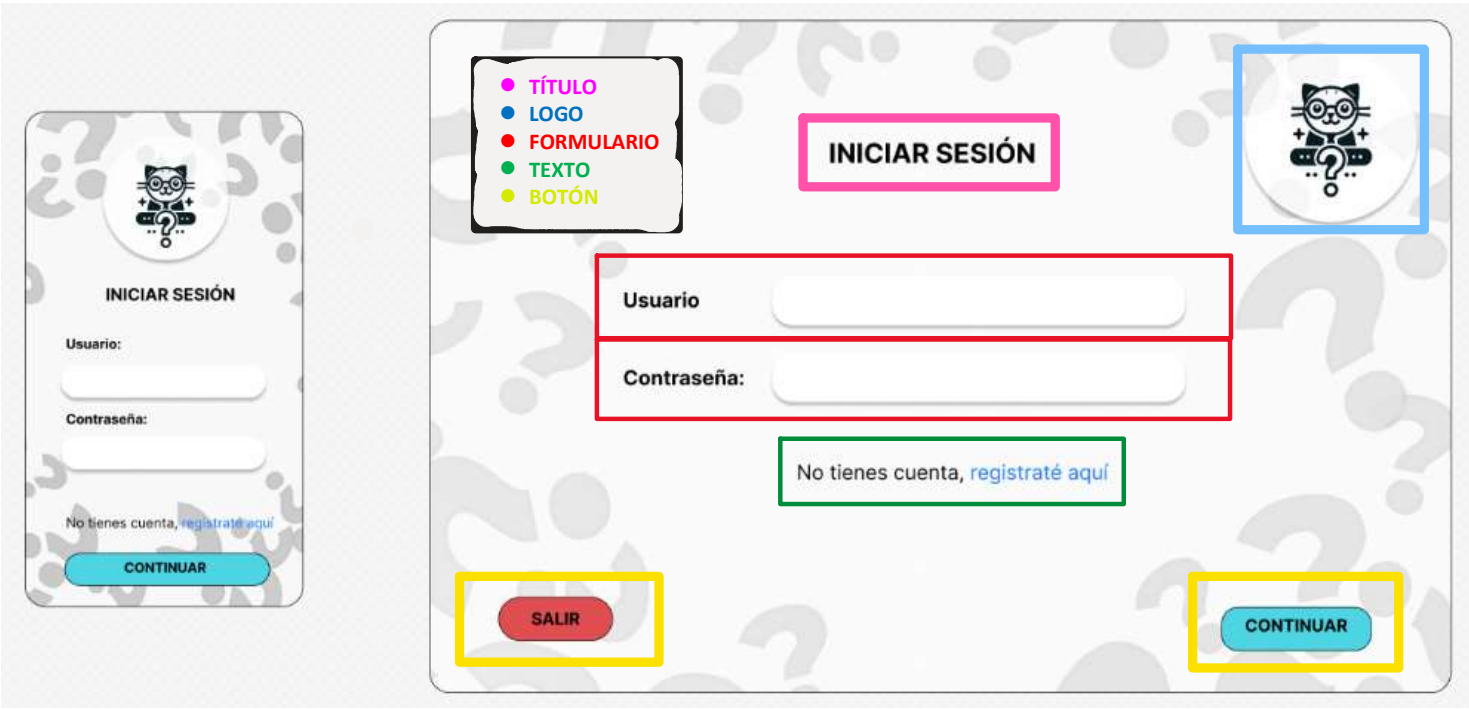 INICIAR SESIÓN
Usuario:
Contraseña:
No tienes cuenta, registraté aquí
CONTINUAR
TÍTULO
LOGO
FORMULARIO
TEXTO
BOTÓN
INICIAR SESIÓN
Usuario
Contraseña:
No tienes cuenta, registraté aquí
SALIR
CONTINUAR